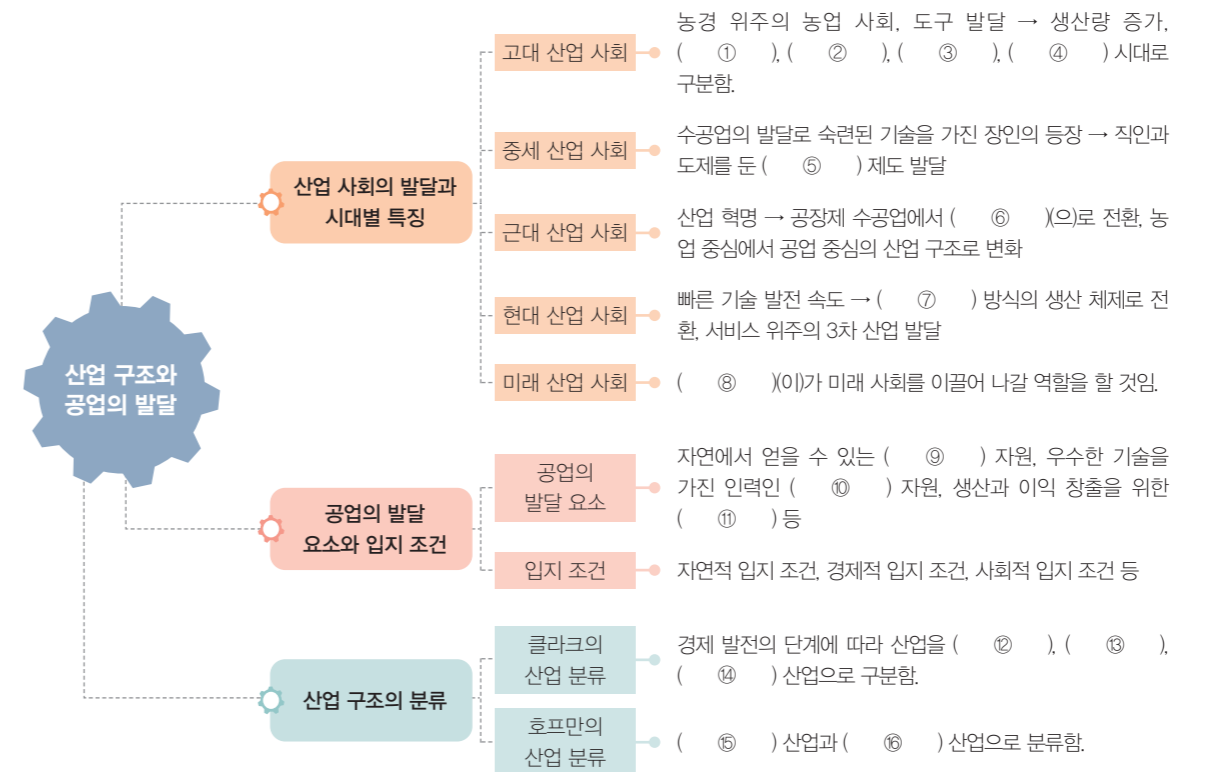 산업 구조와
공업의 발달
산업 사회의 발달과
시대별 특징
고대 산업 사회
농경 위주의 농업 사회, 도구 발달 → 생산량 증가,
( ① ), ( ② ), ( ③ ), ( ④ ) 시대로
구분함.
중세 산업 사회
수공업의 발달로 숙련된 기술을 가진 장인의 등장 → 직인과
도제를 둔 ( ⑤ ) 제도 발달
근대 산업 사회
산업 혁명 → 공장제 수공업에서 ( ⑥ )(으)로 전환, 농
업 중심에서 공업 중심의 산업 구조로 변화
현대 산업 사회
빠른 기술 발전 속도 → ( ⑦ ) 방식의 생산 체제로 전
환, 서비스 위주의 3차 산업 발달
미래 산업 사회
( ⑧ )(이)가 미래 사회를 이끌어 나갈 역할을 할 것임.
공업의 발달
요소와 입지 조건
공업의
발달 요소
자연에서 얻을 수 있는 ( ⑨ ) 자원, 우수한 기술을
가진 인력인 ( ⑩ ) 자원, 생산과 이익 창출을 위한
( ⑪ ) 등
입지 조건
자연적 입지 조건, 경제적 입지 조건, 사회적 입지 조건 등
산업 구조의 분류
클라크의
산업 분류
경제 발전의 단계에 따라 산업을 ( ⑫ ), ( ⑬ ),
( ⑭ ) 산업으로 구분함.
호프만의
산업 분류
( ⑮ ) 산업과 ( ⑯ ) 산업으로 분류함.